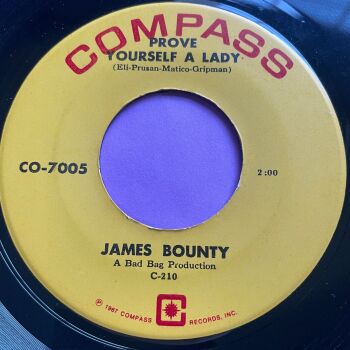 COMPASS
PROVE
YOURSELF A LADY
(Eli-Prusan-Matico-Gripman)
CO-7005
2:00
JAMES BOUNTY
A Bad Bag Production
C-210
℗ 1967 COMPASS RECORDS, INC.